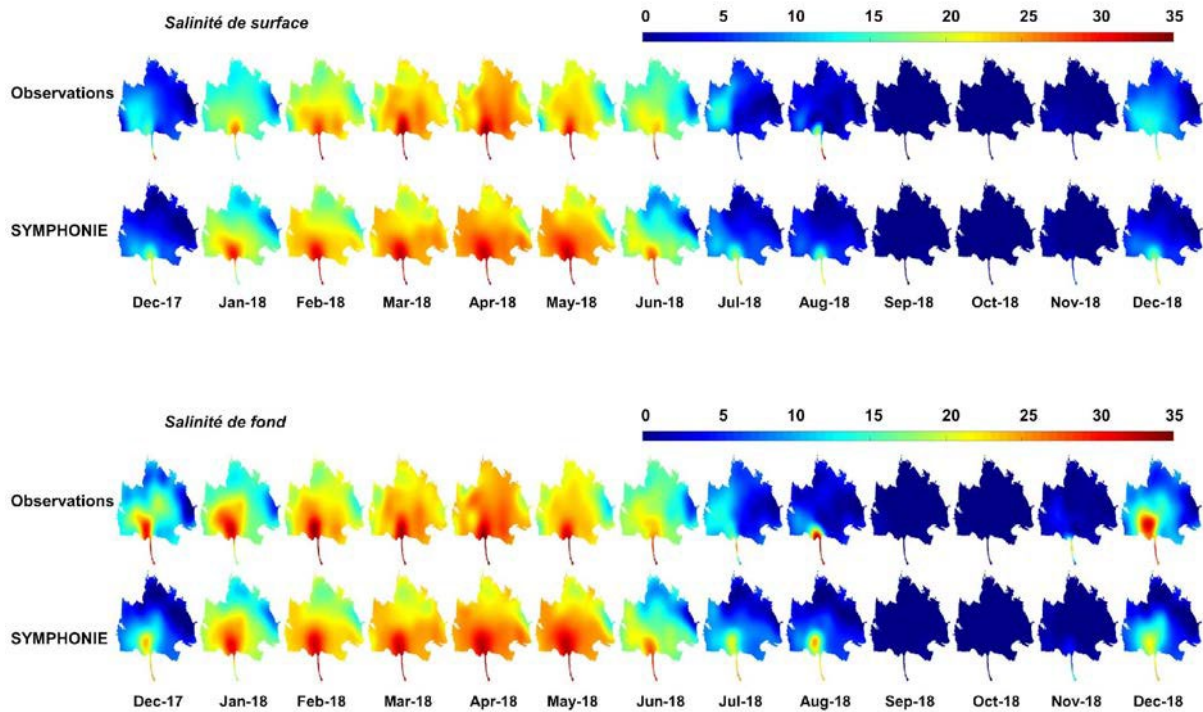 Salinité de surface
0 5 10 15 20 25 30 35
Observations
SYMPHONIE
Dec-17 Jan-18 Feb-18 Mar-18 Apr-18 May-18 Jun-18 Jul-18 Aug-18 Sep-18 Oct-18 Nov-18 Dec-18
Salinité de fond
0 5 10 15 20 25 30 35
Observations
SYMPHONIE
Dec-17 Jan-18 Feb-18 Mar-18 Apr-18 May-18 Jun-18 Jul-18 Aug-18 Sep-18 Oct-18 Nov-18 Dec-18